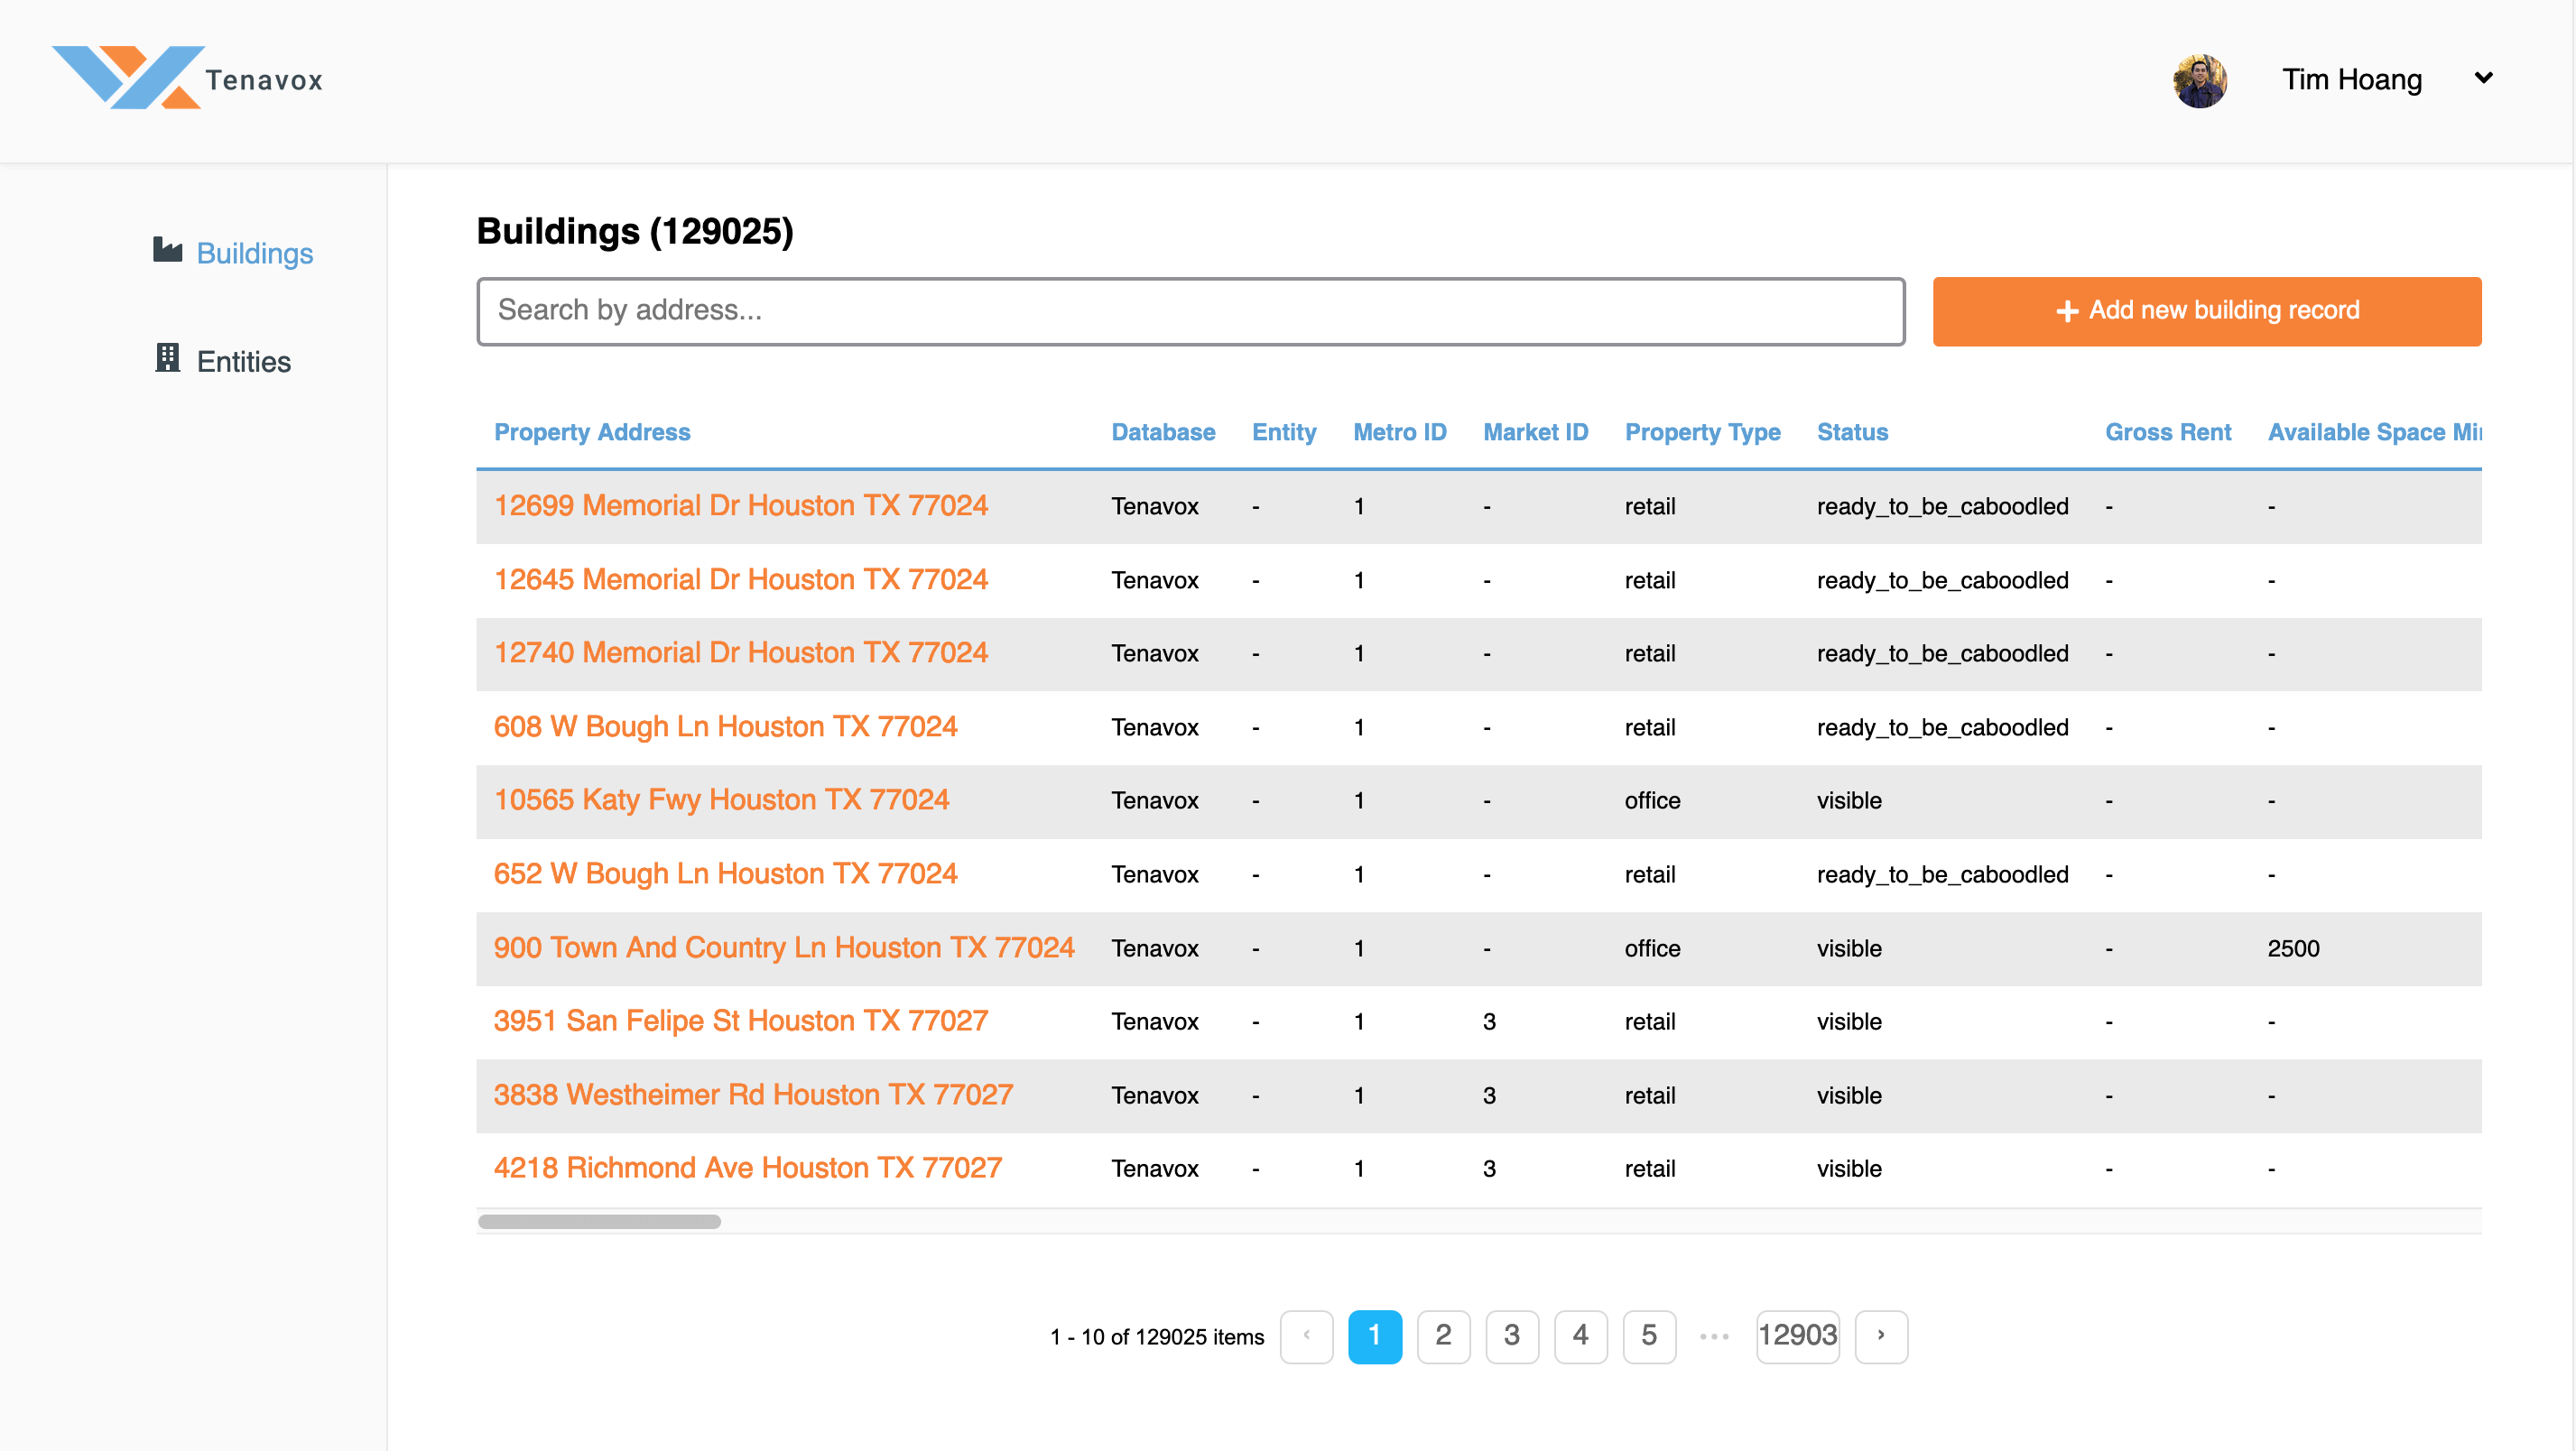 Tenavox
Tim Hoang
Buildings
Entities
Buildings (129025)
Search by address...
Add new building record
Property Address Database Entity Metro ID Market ID Property Type Status Gross Rent Available Space Min
12699 Memorial Dr Houston TX 77024 Tenavox - 1 - retail ready_to_be_caboodled - -
12645 Memorial Dr Houston TX 77024 Tenavox - 1 - retail ready_to_be_caboodled - -
12740 Memorial Dr Houston TX 77024 Tenavox - 1 - retail ready_to_be_caboodled - -
608 W Bough Ln Houston TX 77024 Tenavox - 1 - retail ready_to_be_caboodled - -
10565 Katy Fwy Houston TX 77024 Tenavox - 1 - office visible - -
652 W Bough Ln Houston TX 77024 Tenavox - 1 - retail ready_to_be_caboodled - -
900 Town And Country Ln Houston TX 77024 Tenavox - 1 - office visible - 2500
3951 San Felipe St Houston TX 77027 Tenavox - 1 3 retail visible - -
3838 Westheimer Rd Houston TX 77027 Tenavox - 1 3 retail visible - -
4218 Richmond Ave Houston TX 77027 Tenavox - 1 3 retail visible - -
1 - 10 of 129025 items ‹ 1 2 3 4 5 ••• 12903 ›